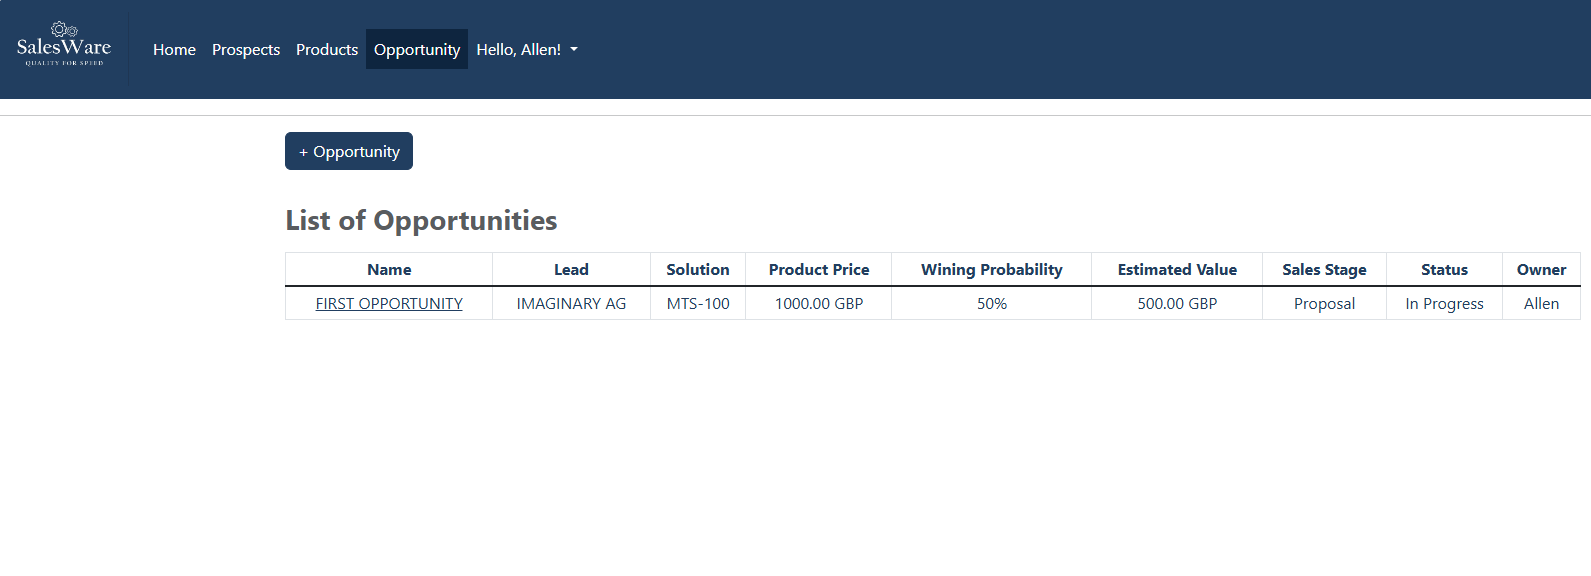 SalesWare
QUALITY FOR SPEED
Home Prospects Products Opportunity Hello, Allen!
+ Opportunity
List of Opportunities
Name Lead Solution Product Price Wining Probability Estimated Value Sales Stage Status Owner
FIRST OPPORTUNITY IMAGINARY AG MTS-100 1000.00 GBP 50% 500.00 GBP Proposal In Progress Allen